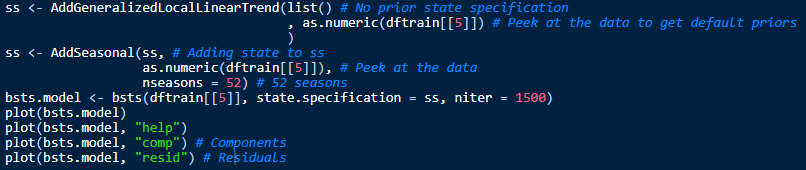 ss <- AddGeneralizedLocalLinearTrend(list() # No prior state specification
, as.numeric(dftrain[[5]]) # Peek at the data to get default priors
)
ss <- AddSeasonal(ss, # Adding state to ss
as.numeric(dftrain[[5]]), # Peek at the data
nseasons = 52) # 52 seasons
bsts.model <- bsts(dftrain[[5]], state.specification = ss, niter = 1500)
plot(bsts.model)
plot(bsts.model, "help")
plot(bsts.model, "comp") # Components
plot(bsts.model, "resid") # Residuals